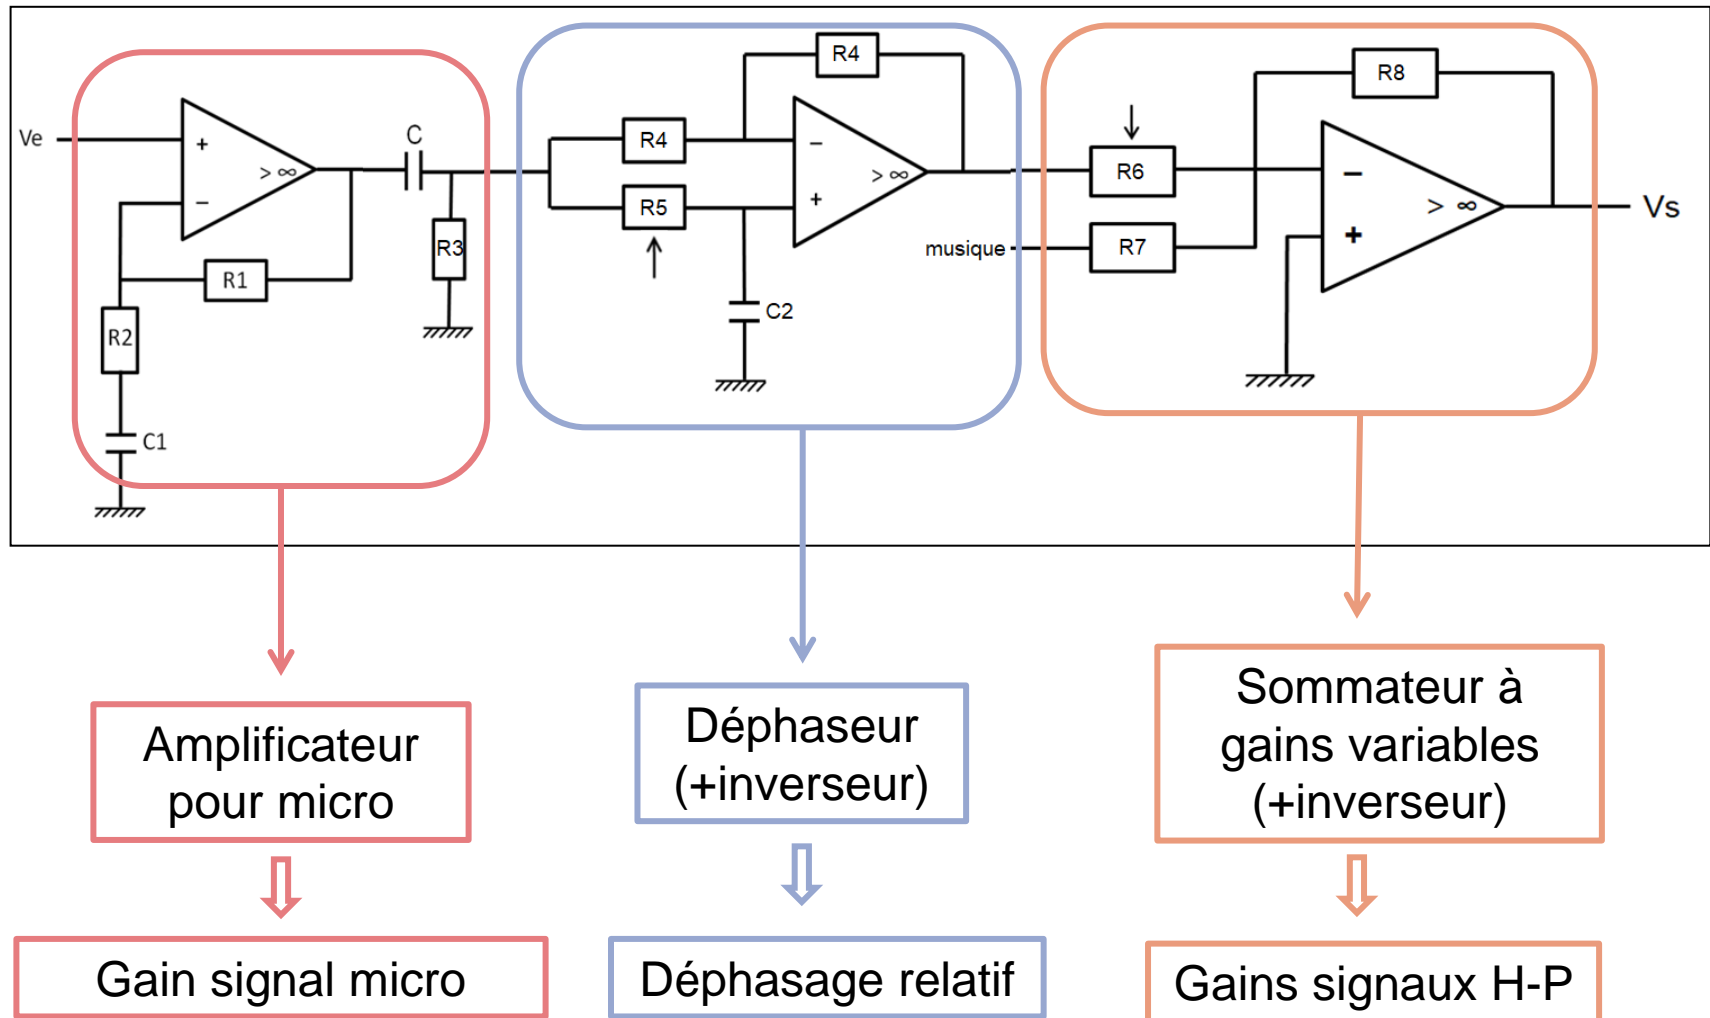 Ve
+
−
> ∞
C
R1
R2
R3
C1
R4
R4
R5
−
+
> ∞
C2
musique
R6
R7
R8
−
+
> ∞
Vs
Amplificateur
pour micro
Déphaseur
(+inverseur)
Sommateur à
gains variables
(+inverseur)
Gain signal micro
Déphasage relatif
Gains signaux H-P